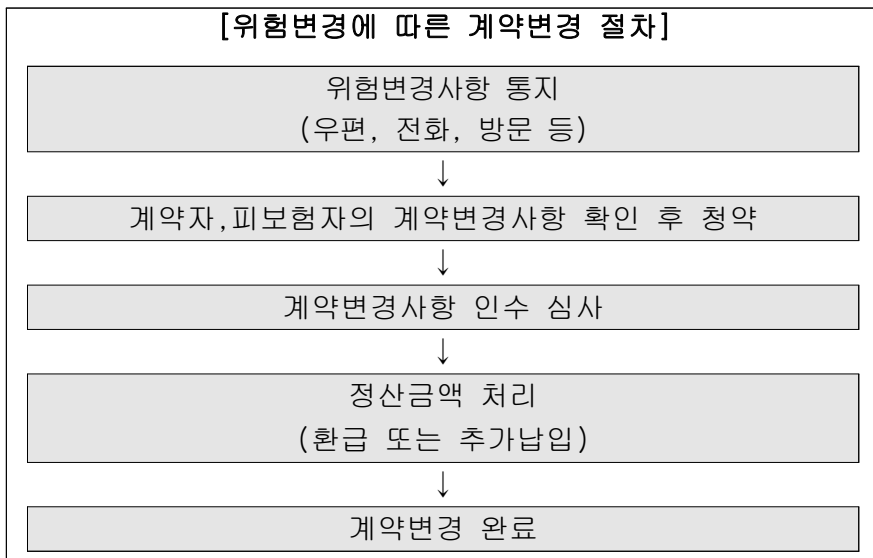 [위험변경에 따른 계약변경 절차]
위험변경사항 통지
(우편, 전화, 방문 등)
↓
계약자,피보험자의 계약변경사항 확인 후 청약
↓
계약변경사항 인수 심사
↓
정산금액 처리
(환급 또는 추가납입)
↓
계약변경 완료